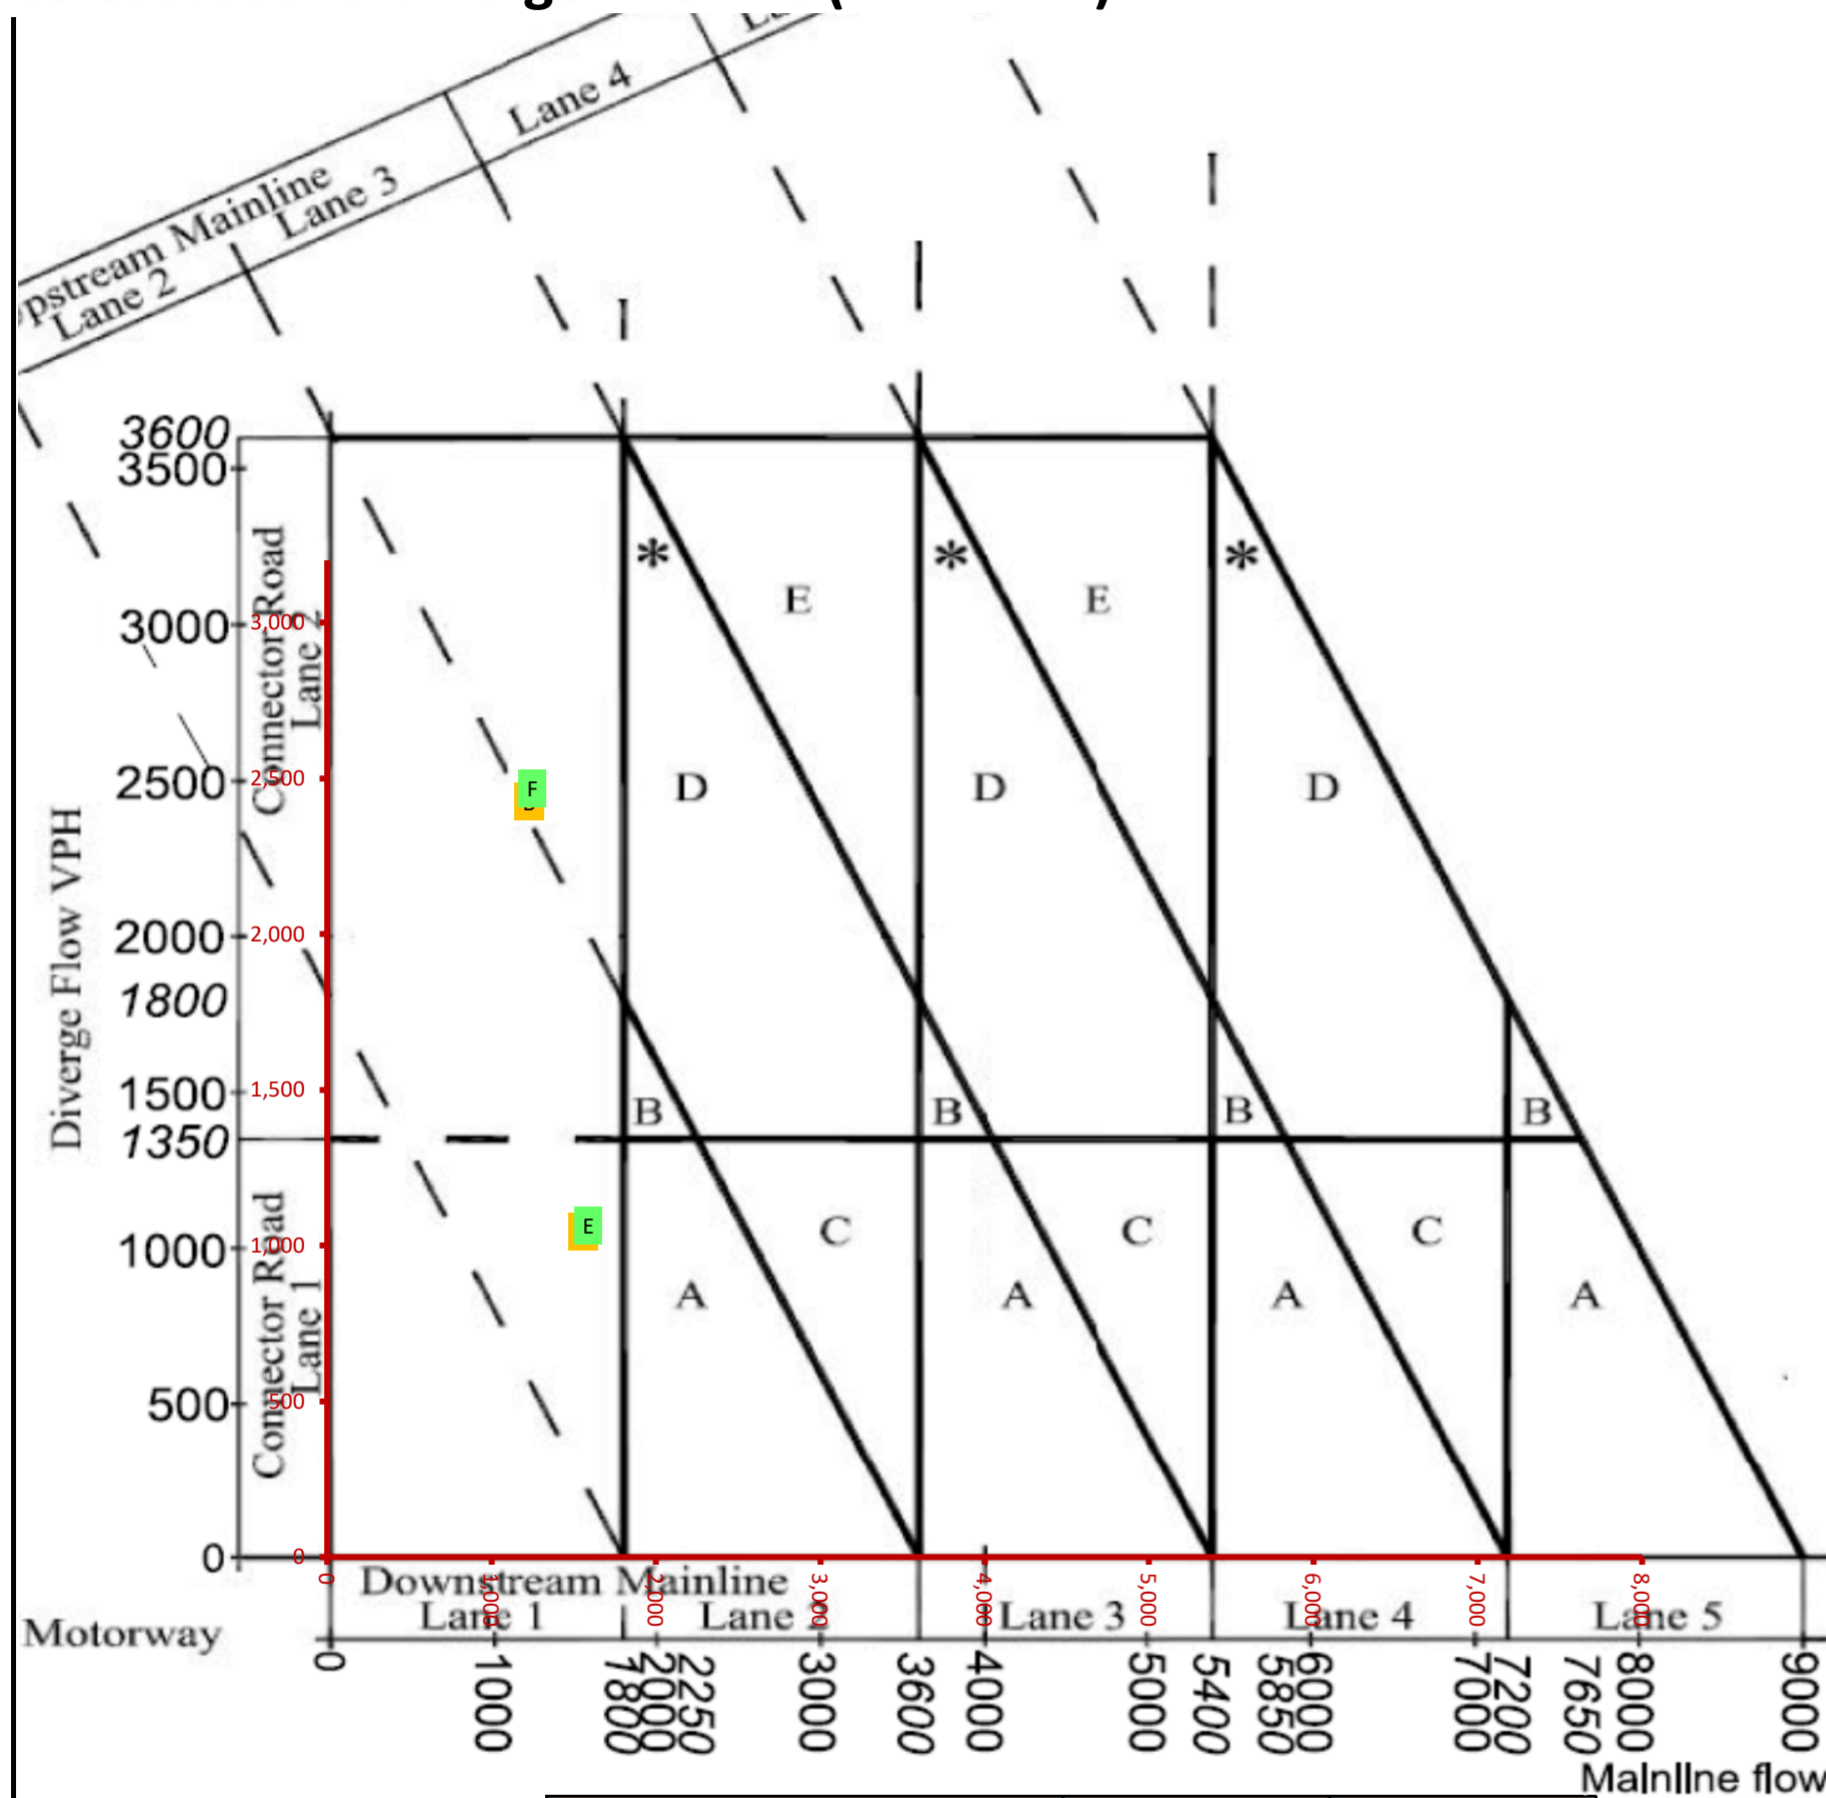 Lane 4
Upstream Mainline
Lane 3
Lane 2
3600
3500
3000
2500
2000
1800
1500
1350
1000
500
0
Diverge Flow VPH
Connector Road
Lane 2
Connector Road
Lane 1
3,000
2,500
2,000
1,500
1,000
500
0
* * *
E E
D D D
F
B B B B
E
C C C
A A A A
0 1,000 2,000 3,000 4,000 5,000 6,000 7,000 8,000
Downstream Mainline
Motorway
Lane 1 Lane 2 Lane 3 Lane 4 Lane 5
0 1000 1800 2000 2250 3000 3600 4000 5000 5400 5850 6000 7000 7200 7650 8000 9000
Mainline flow